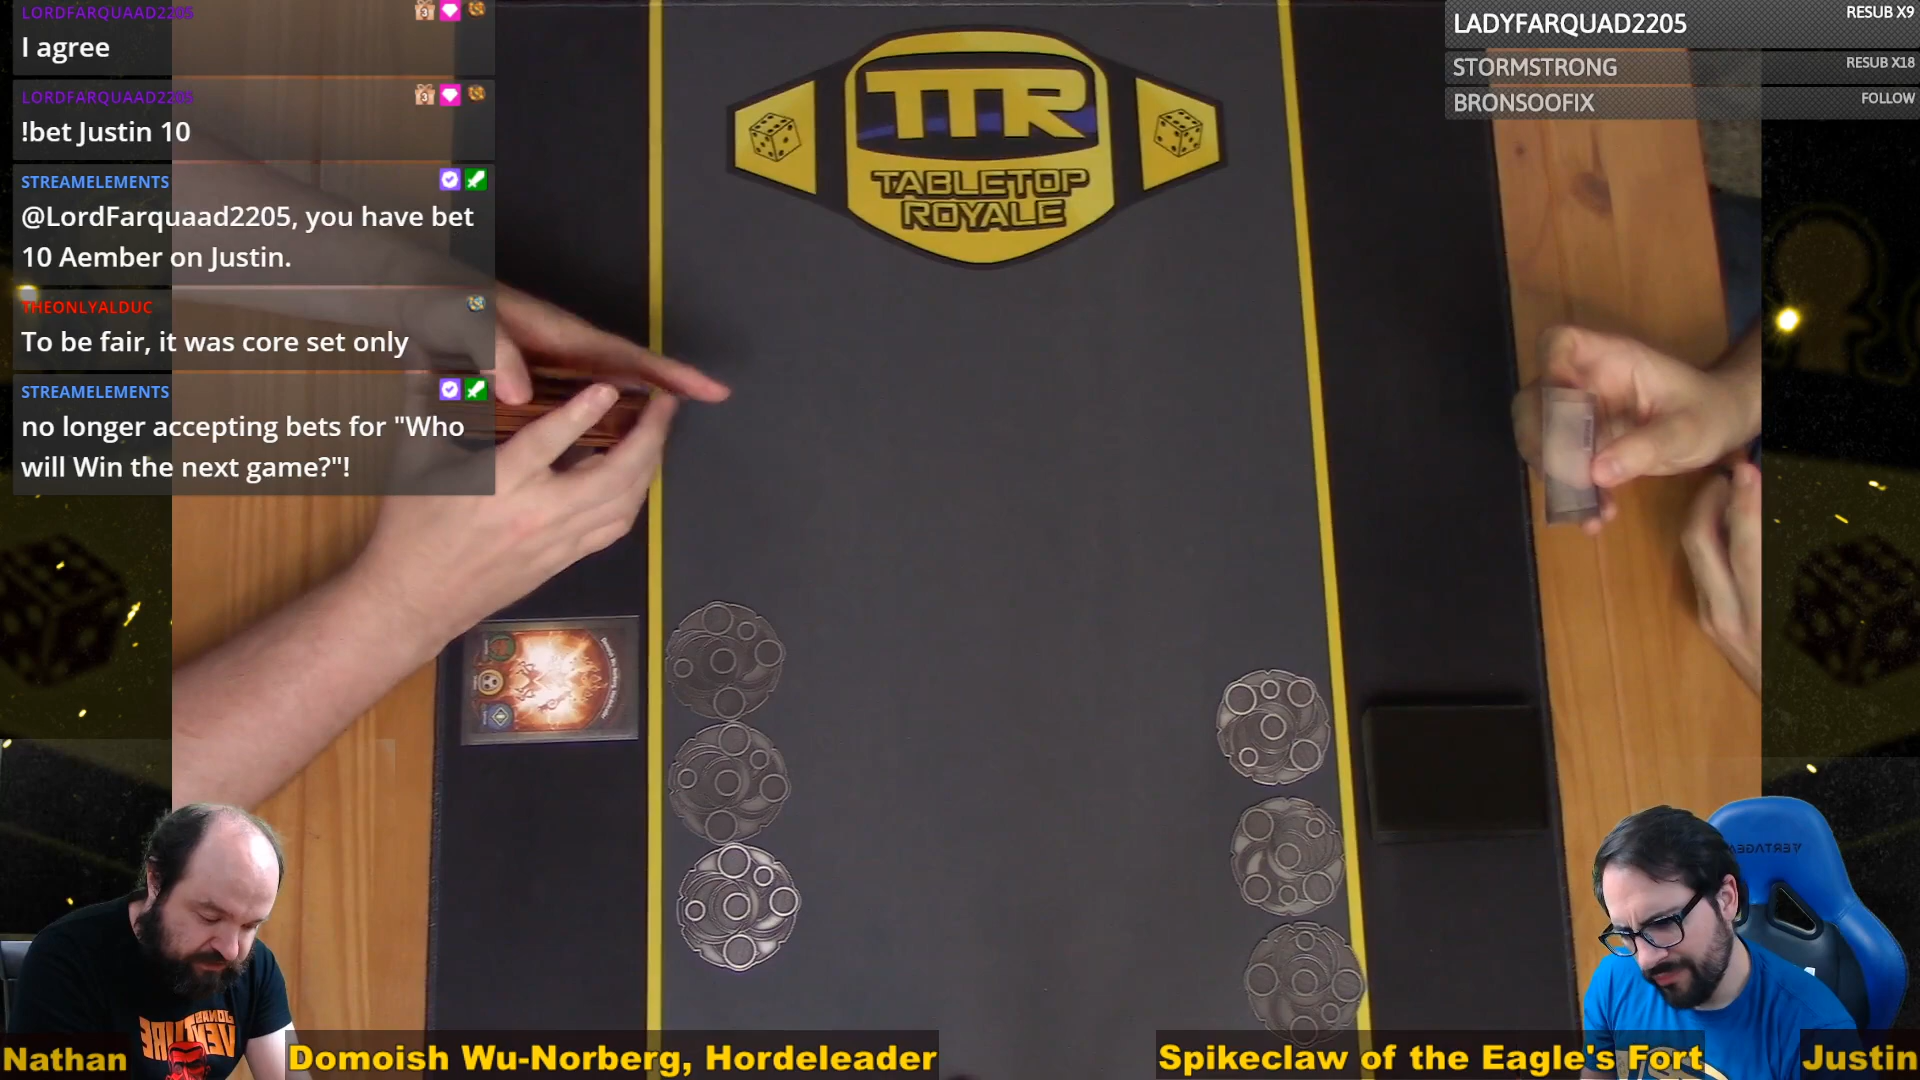 LORDFARQUAAD2205
I agree
LORDFARQUAAD2205
!bet Justin 10
STREAMELEMENTS
@LordFarquaad2205, you have bet
10 Aember on Justin.
THEONLYALDUC
To be fair, it was core set only
STREAMELEMENTS
no longer accepting bets for "Who
will Win the next game?"!
LADYFARQUAD2205 RESUB X9
STORMSTRONG RESUB X18
BRONSOOFIX FOLLOW
TTR
TABLETOP
ROYALE
VENTURE
Nathan
Domoish Wu-Norberg, Hordeleader
Spikeclaw of the Eagle's Fort
Justin